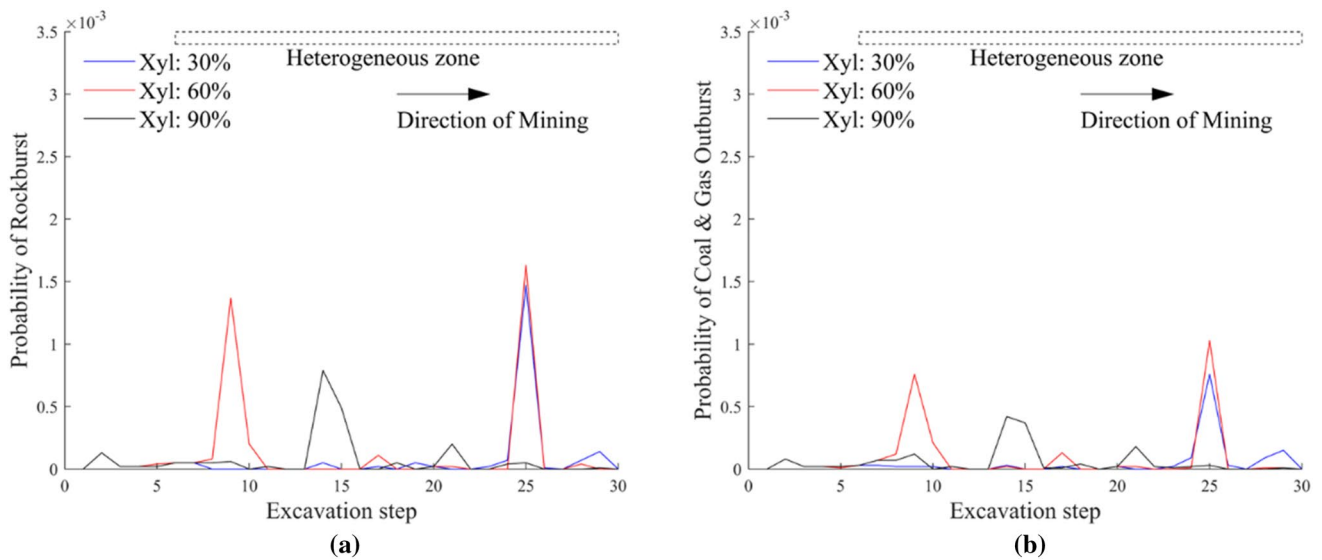 ×10⁻³
3.5
3
2.5
2
1.5
1
0.5
0
Probability of Rockburst
Xyl: 30%
Xyl: 60%
Xyl: 90%
Heterogeneous zone
Direction of Mining
0 5 10 15 20 25 30
Excavation step
(a)
×10⁻³
3.5
3
2.5
2
1.5
1
0.5
0
Probability of Coal & Gas Outburst
Xyl: 30%
Xyl: 60%
Xyl: 90%
Heterogeneous zone
Direction of Mining
0 5 10 15 20 25 30
Excavation step
(b)